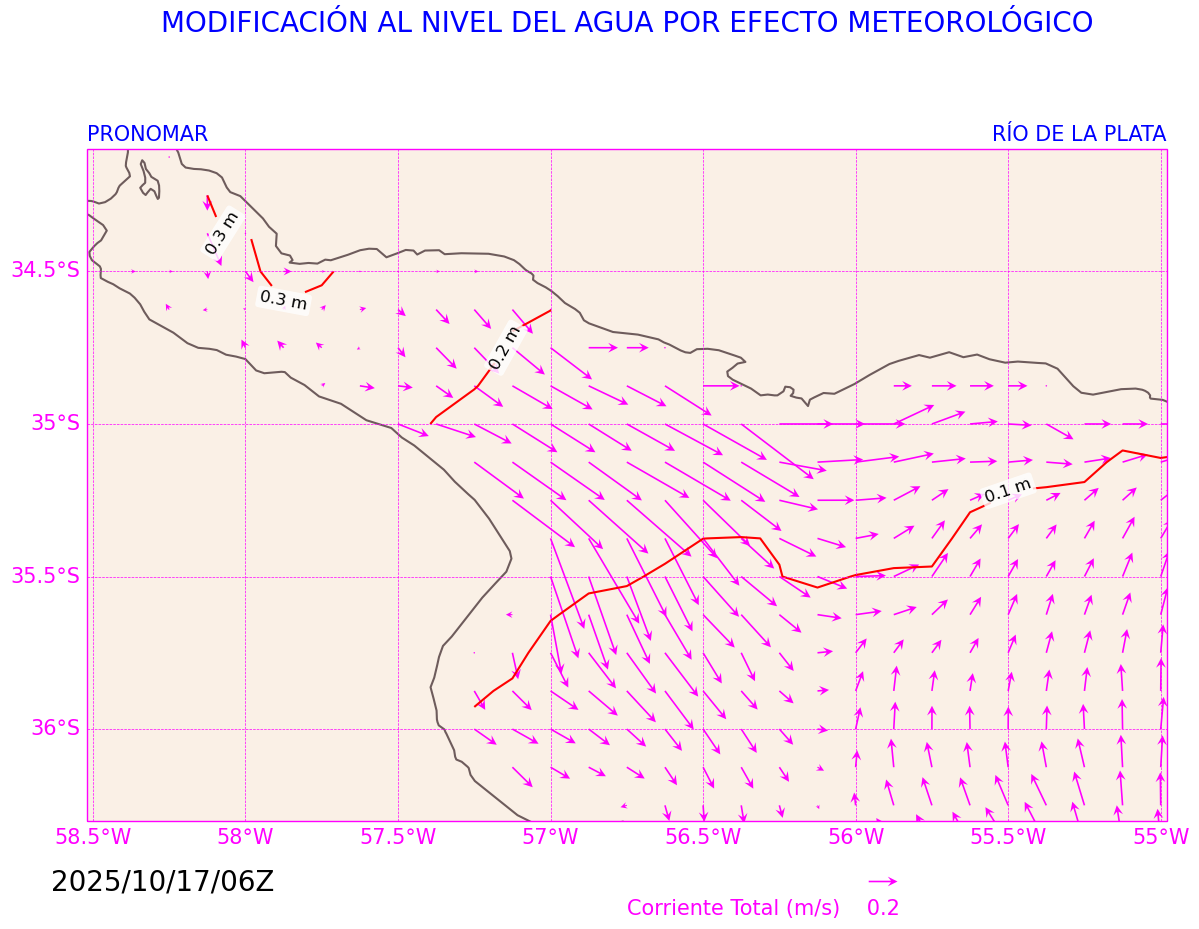 MODIFICACIÓN AL NIVEL DEL AGUA POR EFECTO METEOROLÓGICO
PRONOMAR
RÍO DE LA PLATA
0.3 m
34.5°S
0.3 m
0.2 m
35°S
0.1 m
35.5°S
36°S
58.5°W
58°W
57.5°W
57°W
56.5°W
56°W
55.5°W
55°W
2025/10/17/06Z
Corriente Total (m/s)
0.2